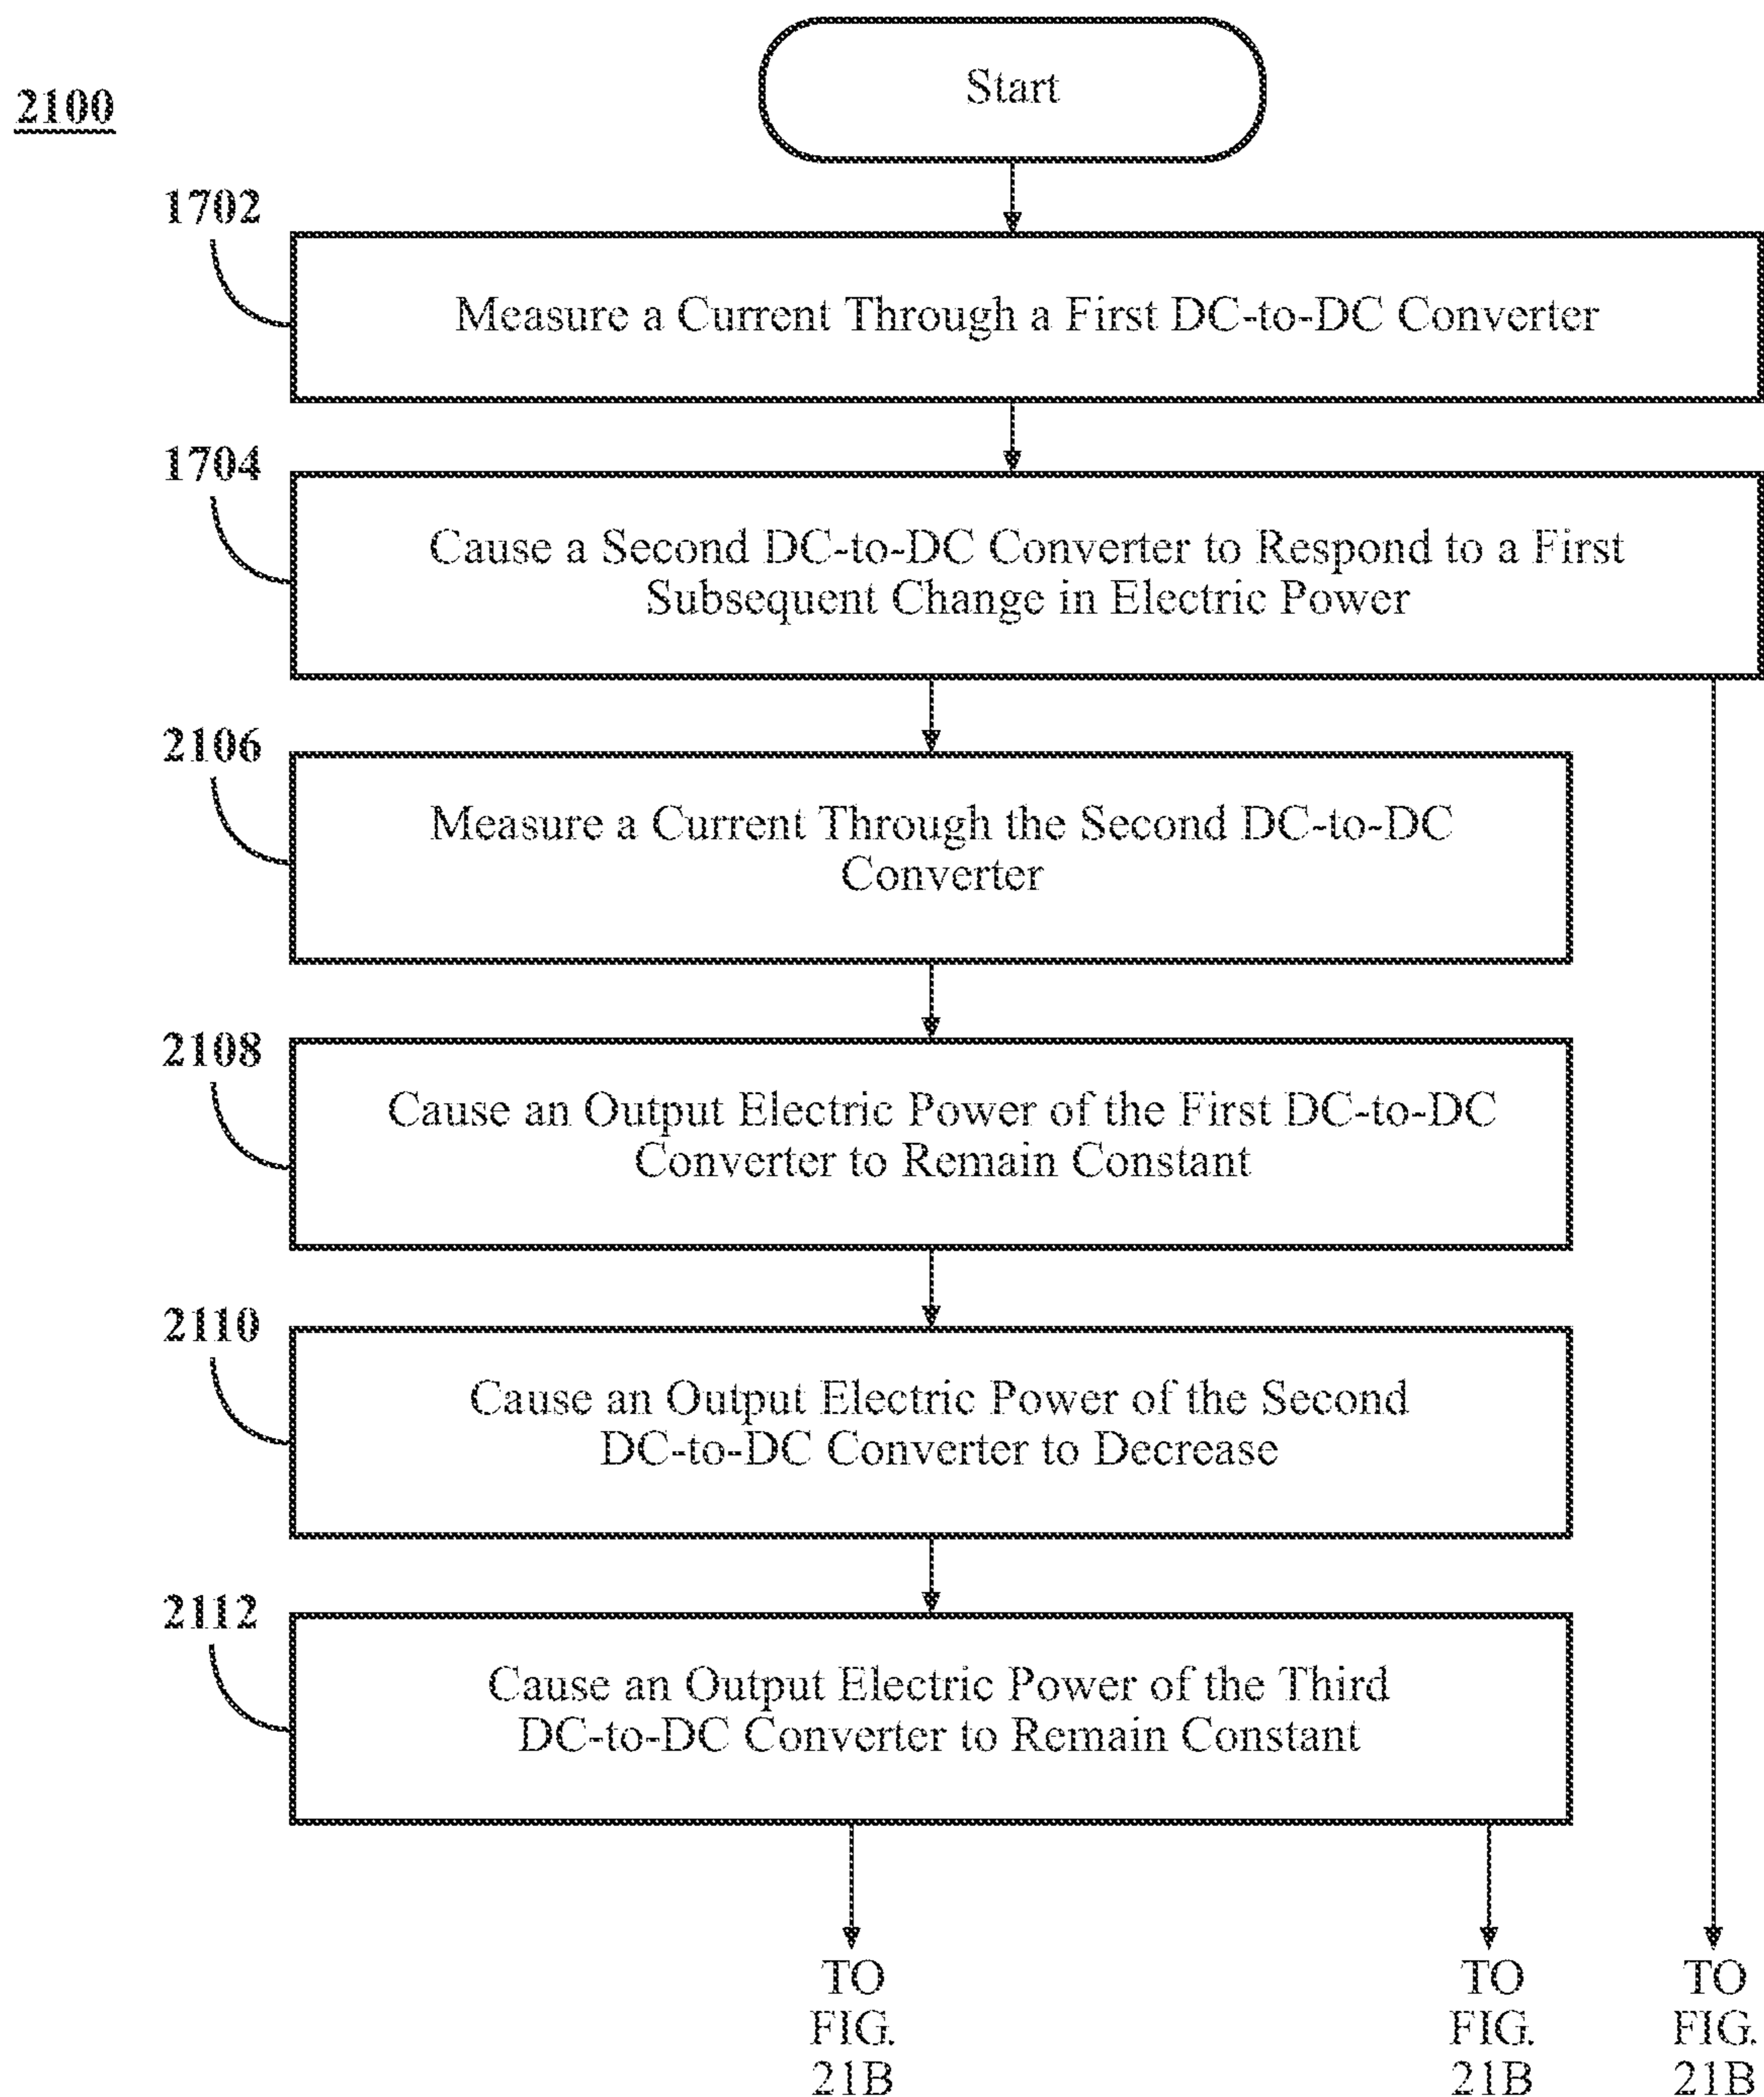 2100
Start
1702
Measure a Current Through a First DC-to-DC Converter
1704
Cause a Second DC-to-DC Converter to Respond to a First
Subsequent Change in Electric Power
2106
Measure a Current Through the Second DC-to-DC
Converter
2108
Cause an Output Electric Power of the First DC-to-DC
Converter to Remain Constant
2110
Cause an Output Electric Power of the Second
DC-to-DC Converter to Decrease
2112
Cause an Output Electric Power of the Third
DC-to-DC Converter to Remain Constant
TO
FIG.
21B
TO
FIG.
21B
TO
FIG.
21B